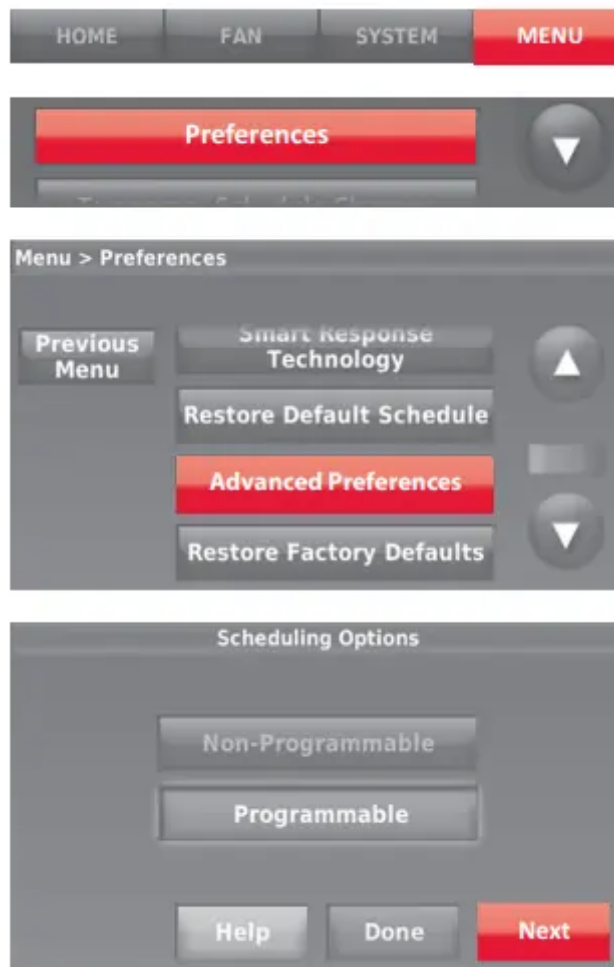 HOME FAN SYSTEM MENU
Preferences
Menu > Preferences
Previous
Menu
Smart Response
Technology
Restore Default Schedule
Advanced Preferences
Restore Factory Defaults
Scheduling Options
Non-Programmable
Programmable
Help Done Next